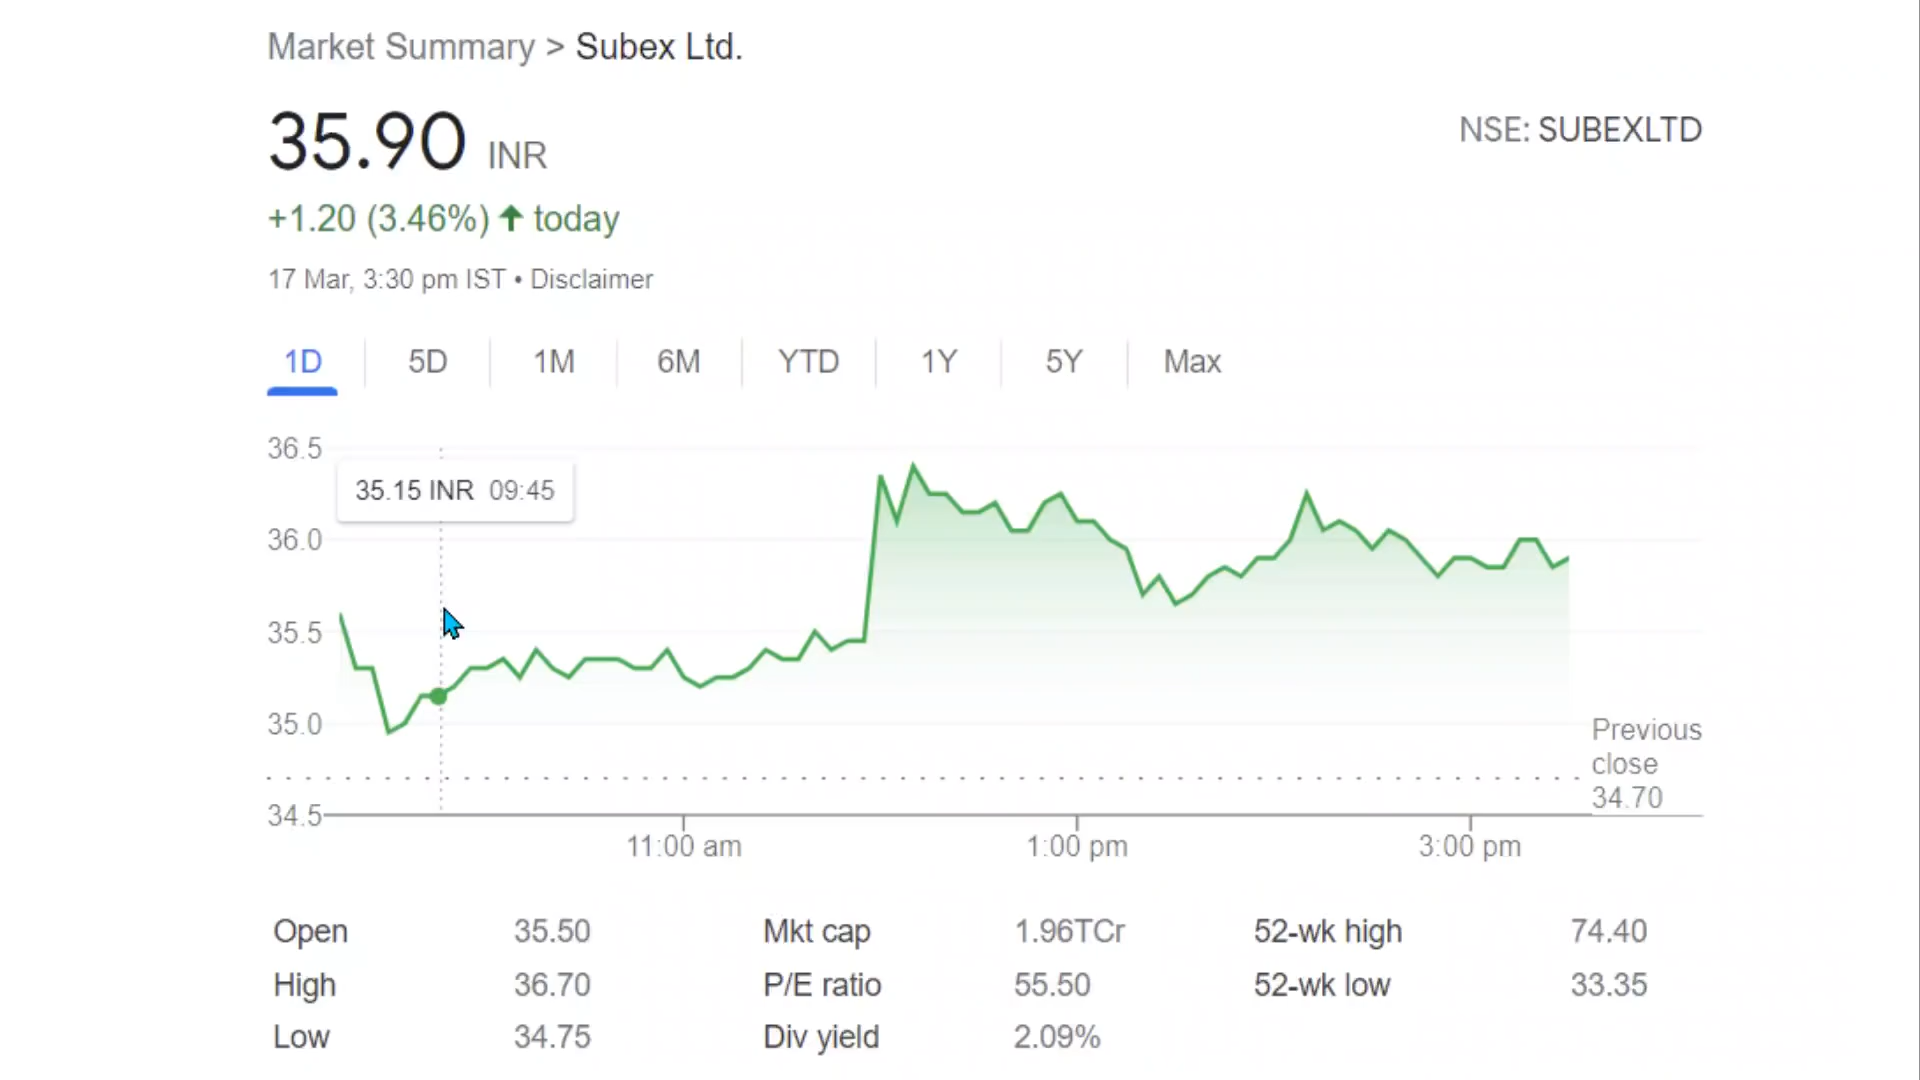 Market Summary > Subex Ltd.
35.90 INR
NSE: SUBEXLTD
+1.20 (3.46%) ↑ today
17 Mar, 3:30 pm IST • Disclaimer
1D 5D 1M 6M YTD 1Y 5Y Max
36.5
35.15 INR 09:45
36.0
35.5
35.0
Previous
close
34.70
34.5
11:00 am 1:00 pm 3:00 pm
Open 35.50 Mkt cap 1.96TCr 52-wk high 74.40
High 36.70 P/E ratio 55.50 52-wk low 33.35
Low 34.75 Div yield 2.09%